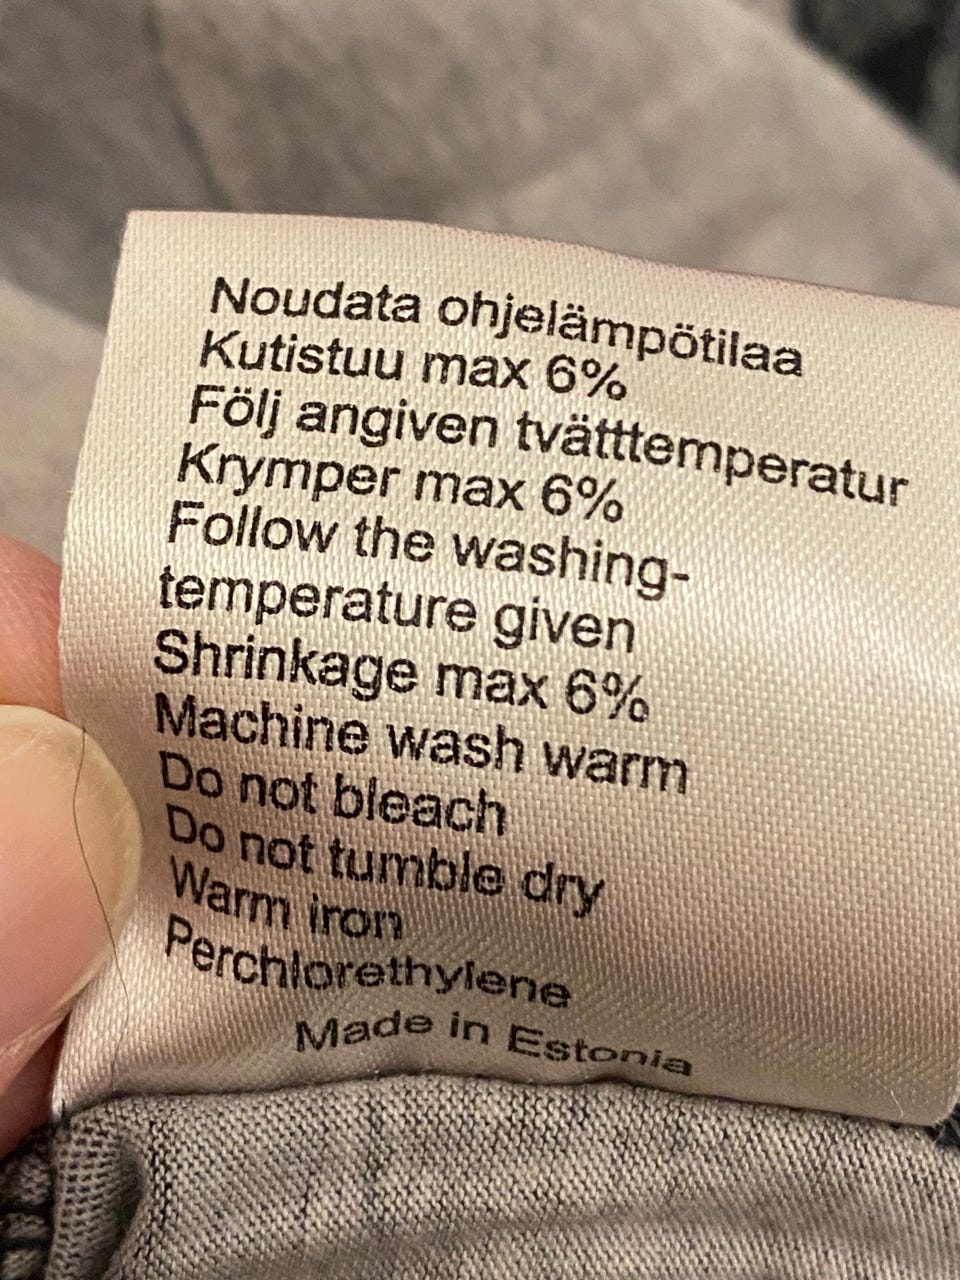 Noudata ohjelämpötilaa
Kutistuu max 6%
Följ angiven tvätttemperatur
Krymper max 6%
Follow the washing-
temperature given
Shrinkage max 6%
Machine wash warm
Do not bleach
Do not tumble dry
Warm iron
Perchlorethylene
Made in Estonia